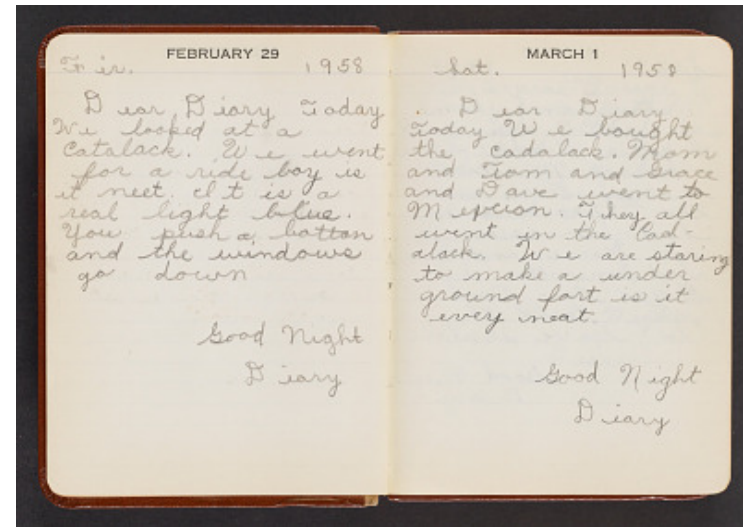 FEBRUARY 29
Fir. 1958
Dear Diary Today
We looked at a
Catalack. We went
for a ride boy is
it neet. It is a
real light blue.
You push a botton
and the windows
go down
Good Night
Diary
MARCH 1
Sat. 1958
Dear Diary
Today We bought
the cadalack. Mom
and Tom and Grace
and Dave went to
They all
went in the Cad-
alack. We are staring
to make a under
ground fort is it
evey neat.
Good Night
Diary